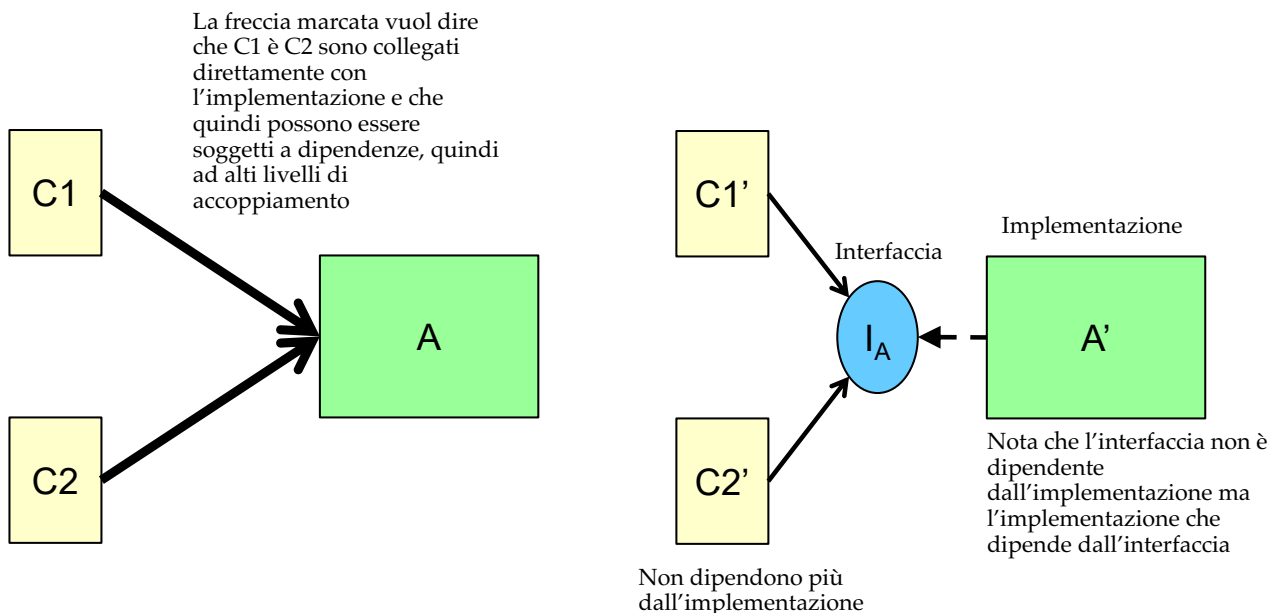 La freccia marcata vuol dire
che C1 è C2 sono collegati
direttamente con
l’implementazione e che
quindi possono essere
soggetti a dipendenze, quindi
ad alti livelli di
accoppiamento
C1
A
C2
C1’
Interfaccia
Implementazione
I_A
A’
C2’
Nota che l’interfaccia non è
dipendente
dall’implementazione ma
l’implementazione che
dipende dall’interfaccia
Non dipendono più
dall’implementazione